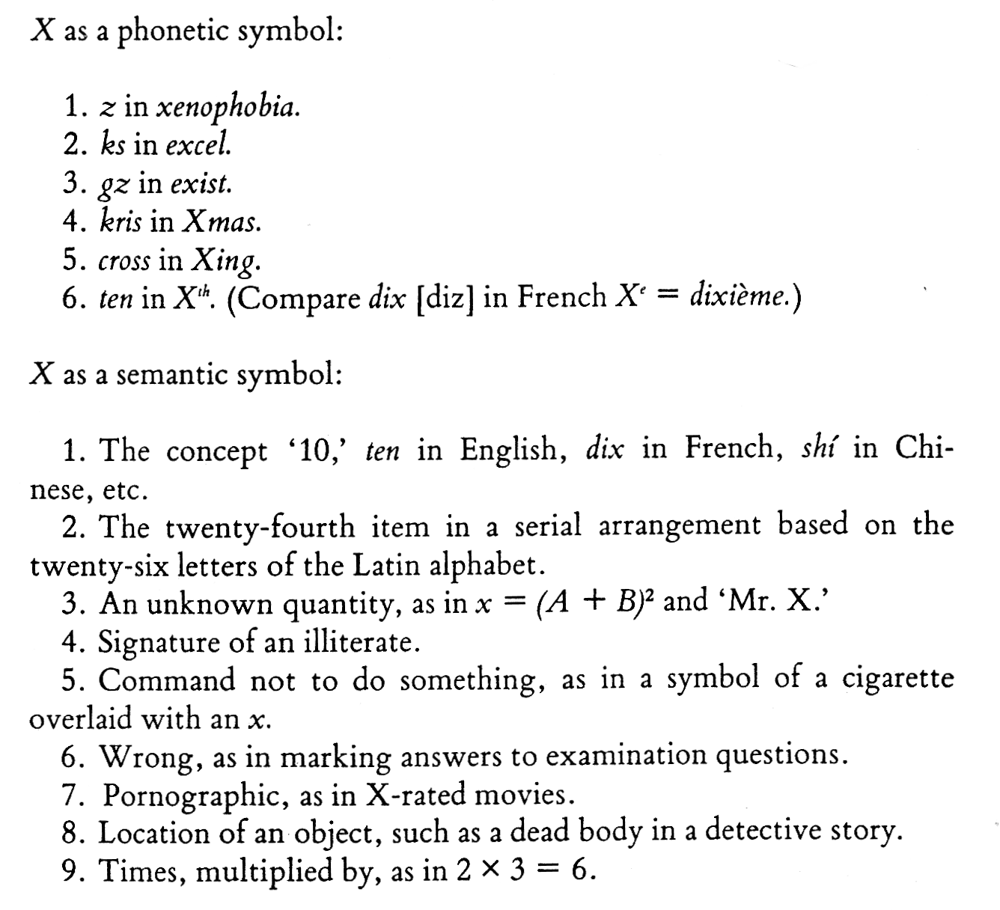 X as a phonetic symbol:
1. z in xenophobia.
2. ks in excel.
3. gz in exist.
4. kris in Xmas.
5. cross in Xing.
6. ten in Xᵗʰ. (Compare dix [diz] in French Xᵉ = dixième.)
X as a semantic symbol:
1. The concept ‘10,’ ten in English, dix in French, shí in Chi-
nese, etc.
2. The twenty-fourth item in a serial arrangement based on the
twenty-six letters of the Latin alphabet.
3. An unknown quantity, as in x = (A + B)² and ‘Mr. X.’
4. Signature of an illiterate.
5. Command not to do something, as in a symbol of a cigarette
overlaid with an x.
6. Wrong, as in marking answers to examination questions.
7. Pornographic, as in X-rated movies.
8. Location of an object, such as a dead body in a detective story.
9. Times, multiplied by, as in 2 × 3 = 6.